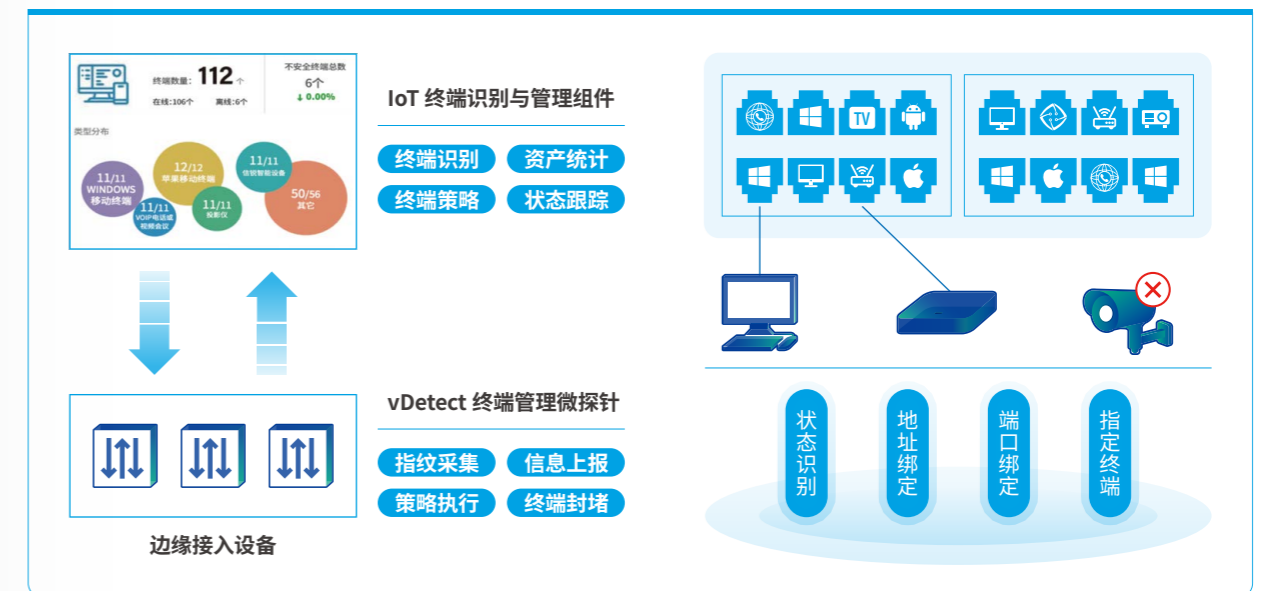 终端数量: 112 个
在线:106个 离线:6个
不安全终端总数
6个
↓ 0.00%
类型分布
11/11
WINDOWS
移动终端
12/12
苹果移动终端
11/11
信锐智能设备
11/11
VOIP电话或
视频会议
11/11
投影仪
50/56
其它
IoT 终端识别与管理组件
终端识别 资产统计
终端策略 状态跟踪
TV
vDetect 终端管理微探针
指纹采集 信息上报
策略执行 终端封堵
边缘接入设备
状态识别
地址绑定
端口绑定
指定终端